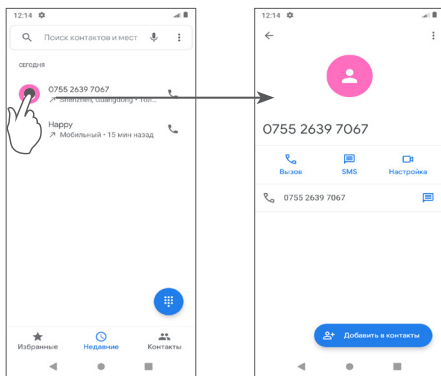 12:14
Поиск контактов и мест
СЕГОДНЯ
0755 2639 7067
Shenzhen, Guangdong •
Happy
Мобильный • 15 мин назад
Избранные
Недавние
Контакты
12:14
0755 2639 7067
Вызов
SMS
Настройка
0755 2639 7067
Добавить в контакты